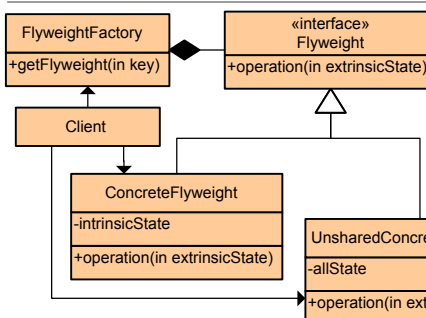 FlyweightFactory
+getFlyweight(in key)
«interface»
Flyweight
+operation(in extrinsicState)
Client
ConcreteFlyweight
-intrinsicState
+operation(in extrinsicState)
UnsharedConcre
-allState
+operation(in ext